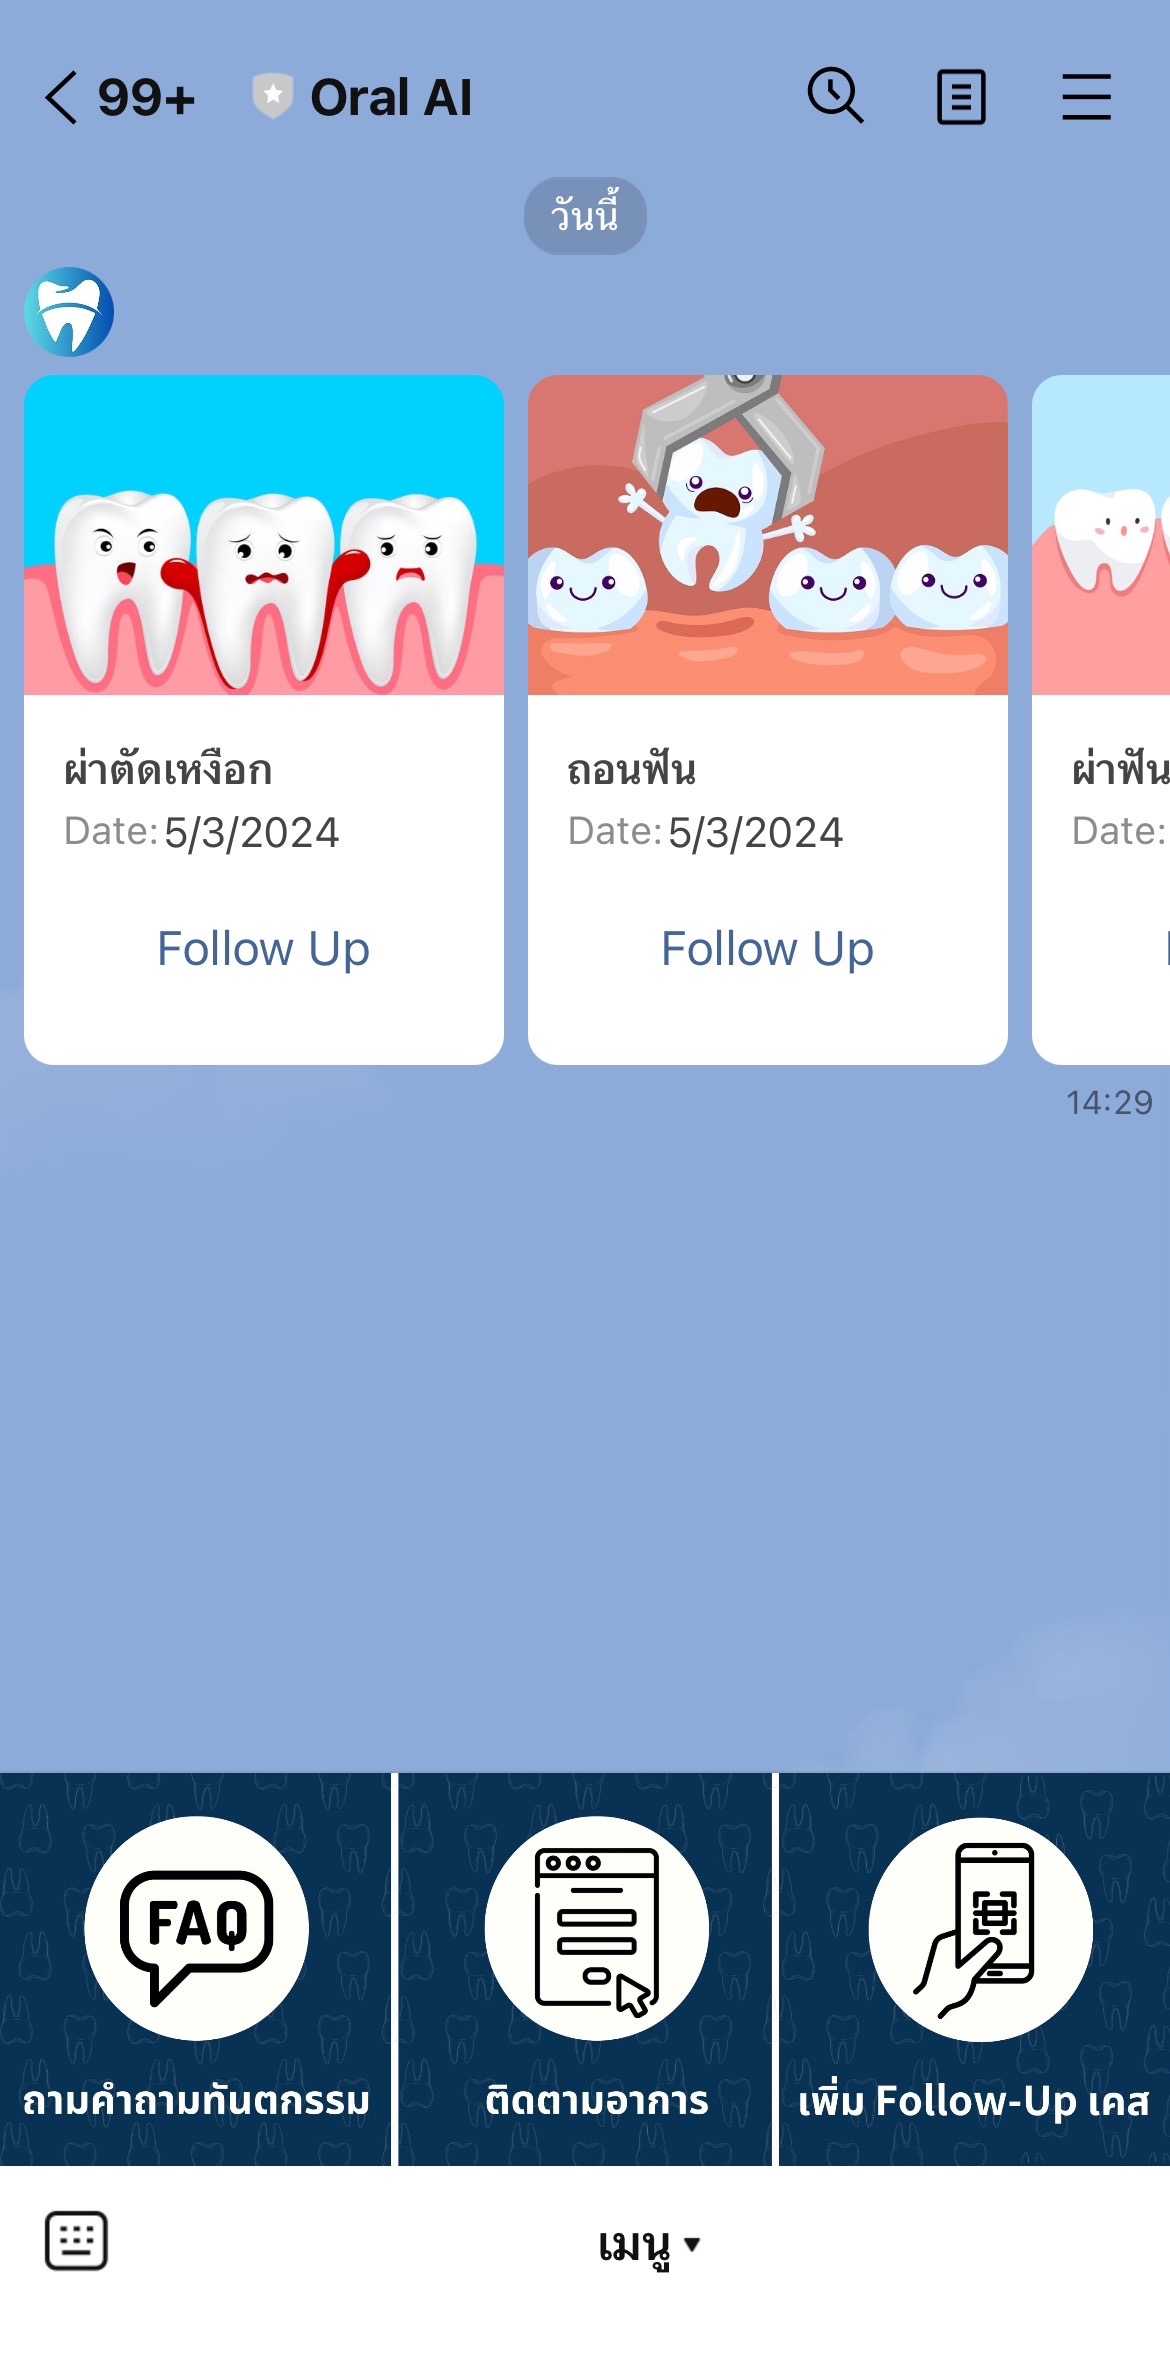 99+ Oral AI
วันนี้
ผ่าตัดเหงือก
Date: 5/3/2024
Follow Up
ถอนฟัน
Date: 5/3/2024
Follow Up
ผ่าฟัน
Date:
14:29
FAQ
ถามคำถามทันตกรรม
ติดตามอาการ
เพิ่ม Follow-Up เคส
เมนู